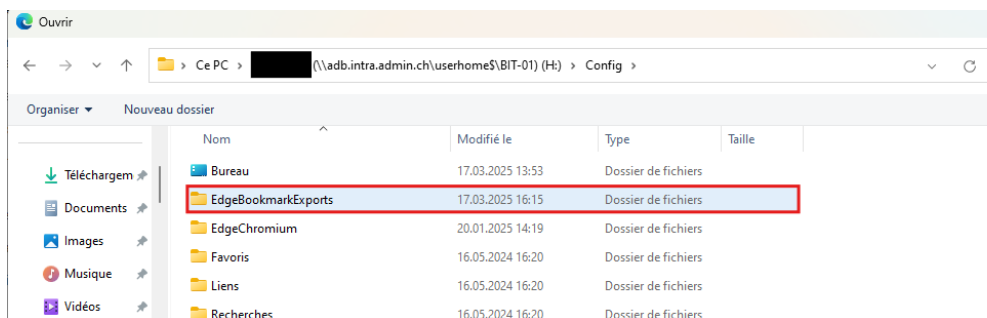 Ouvrir
Ce PC > (\\adb.intra.admin.ch\userhome$\BIT-01) (H:) > Config >
Organiser Nouveau dossier
Nom Modifié le Type Taille
Téléchargem
Documents
Images
Musique
Vidéos
Bureau 17.03.2025 13:53 Dossier de fichiers
EdgeBookmarkExports 17.03.2025 16:15 Dossier de fichiers
EdgeChromium 20.01.2025 14:19 Dossier de fichiers
Favoris 16.05.2024 16:20 Dossier de fichiers
Liens 16.05.2024 16:20 Dossier de fichiers
Recherches 16.05.2024 16:20 Dossier de fichiers